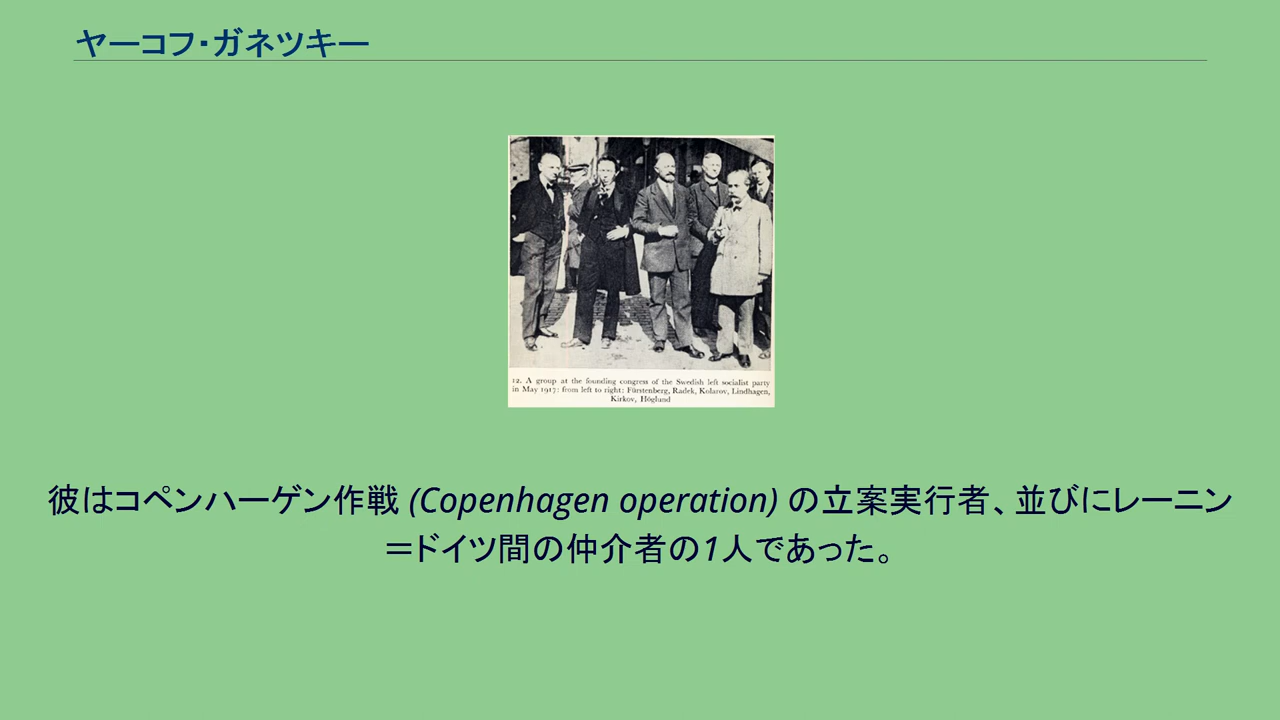 ヤーコフ・ガネツキー
12. A group at the founding congress of the Swedish left socialist party
in May 1917: from left to right: Fürstenberg, Radek, Kolarov, Lindhagen,
Kirkov, Höglund
彼はコペンハーゲン作戦 (Copenhagen operation) の立案実行者、並びにレーニン
＝ドイツ間の仲介者の1人であった。